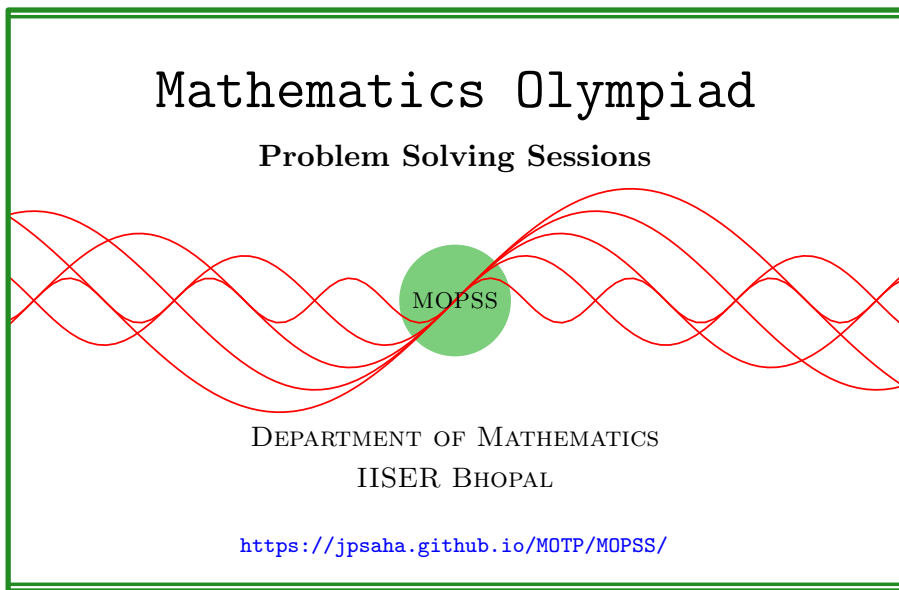 Mathematics Olympiad
Problem Solving Sessions
MOPSS
Department of Mathematics
IISER Bhopal
https://jpsaha.github.io/MOTP/MOPSS/